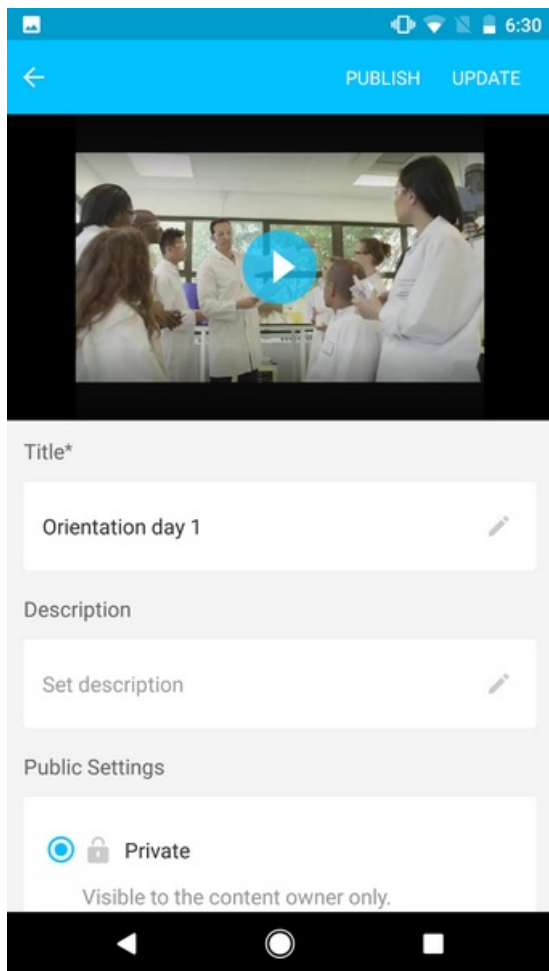 6:30
PUBLISH UPDATE
Title*
Orientation day 1
Description
Set description
Public Settings
Private
Visible to the content owner only.